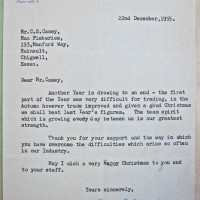 22nd December, 1955.
Mr.C.S.Casey,
Mac Fisheries,
193,Manford Way,
Hainault,
Chigwell,
Essex.
Dear Mr.Casey,
Another Year is drawing to an end - the first
part of the Year was very difficult for trading, in the
Autumn however trade improved and given a good Christmas
we shall beat last Year's figures. The team spirit
which is growing every day between us is our greatest
strength.
Thank you for your support and the way in which
you have overcome the difficulties which arise so often
in our Industry.
May I wish a very Happy Christmas to you and
to your staff.
Yours sincerely,